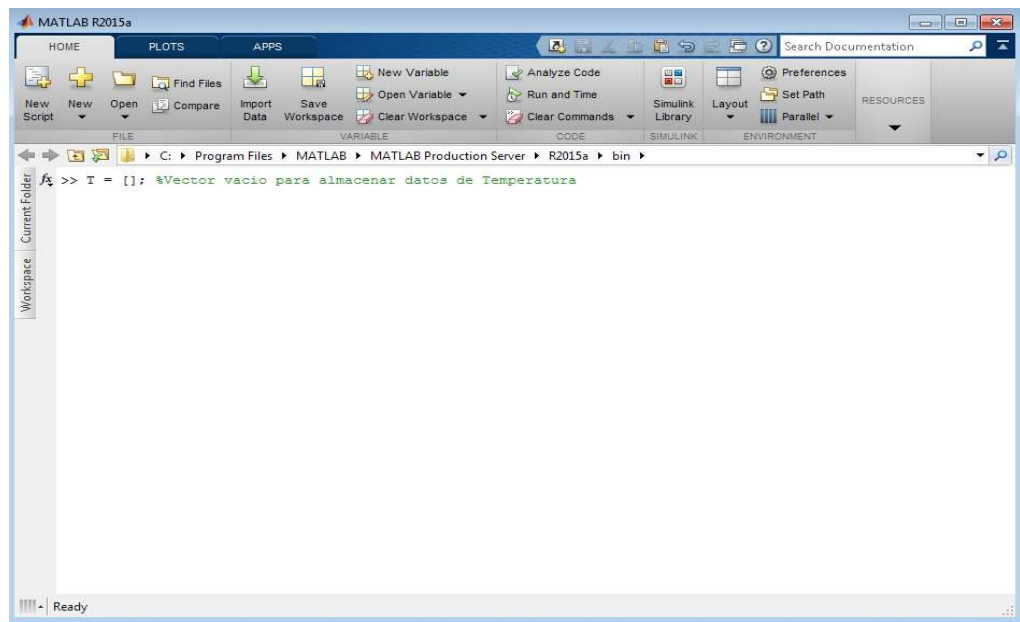 MATLAB R2015a
HOME PLOTS APPS Search Documentation
New Script
New
Open
Find Files
Compare
Import Data
Save Workspace
New Variable
Open Variable
Clear Workspace
Analyze Code
Run and Time
Clear Commands
Simulink Library
Layout
Preferences
Set Path
Parallel
RESOURCES
FILE VARIABLE CODE SIMULINK ENVIRONMENT
C: Program Files MATLAB MATLAB Production Server R2015a bin
Current Folder
Workspace
fx >> T = []; %Vector vacio para almacenar datos de Temperatura
Ready